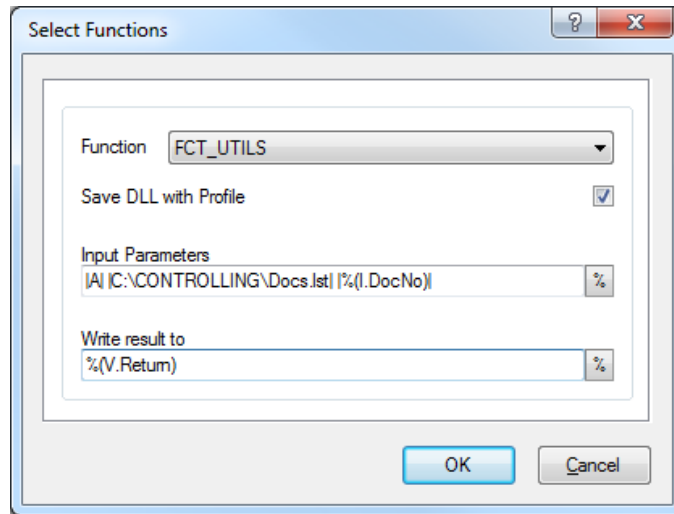 Select Functions
?
X
Function FCT_UTILS
Save DLL with Profile
Input Parameters
|A| |C:\CONTROLLING\Docs.lst| |%(I.DocNo)|
%
Write result to
%(V.Return)
%
OK
Cancel